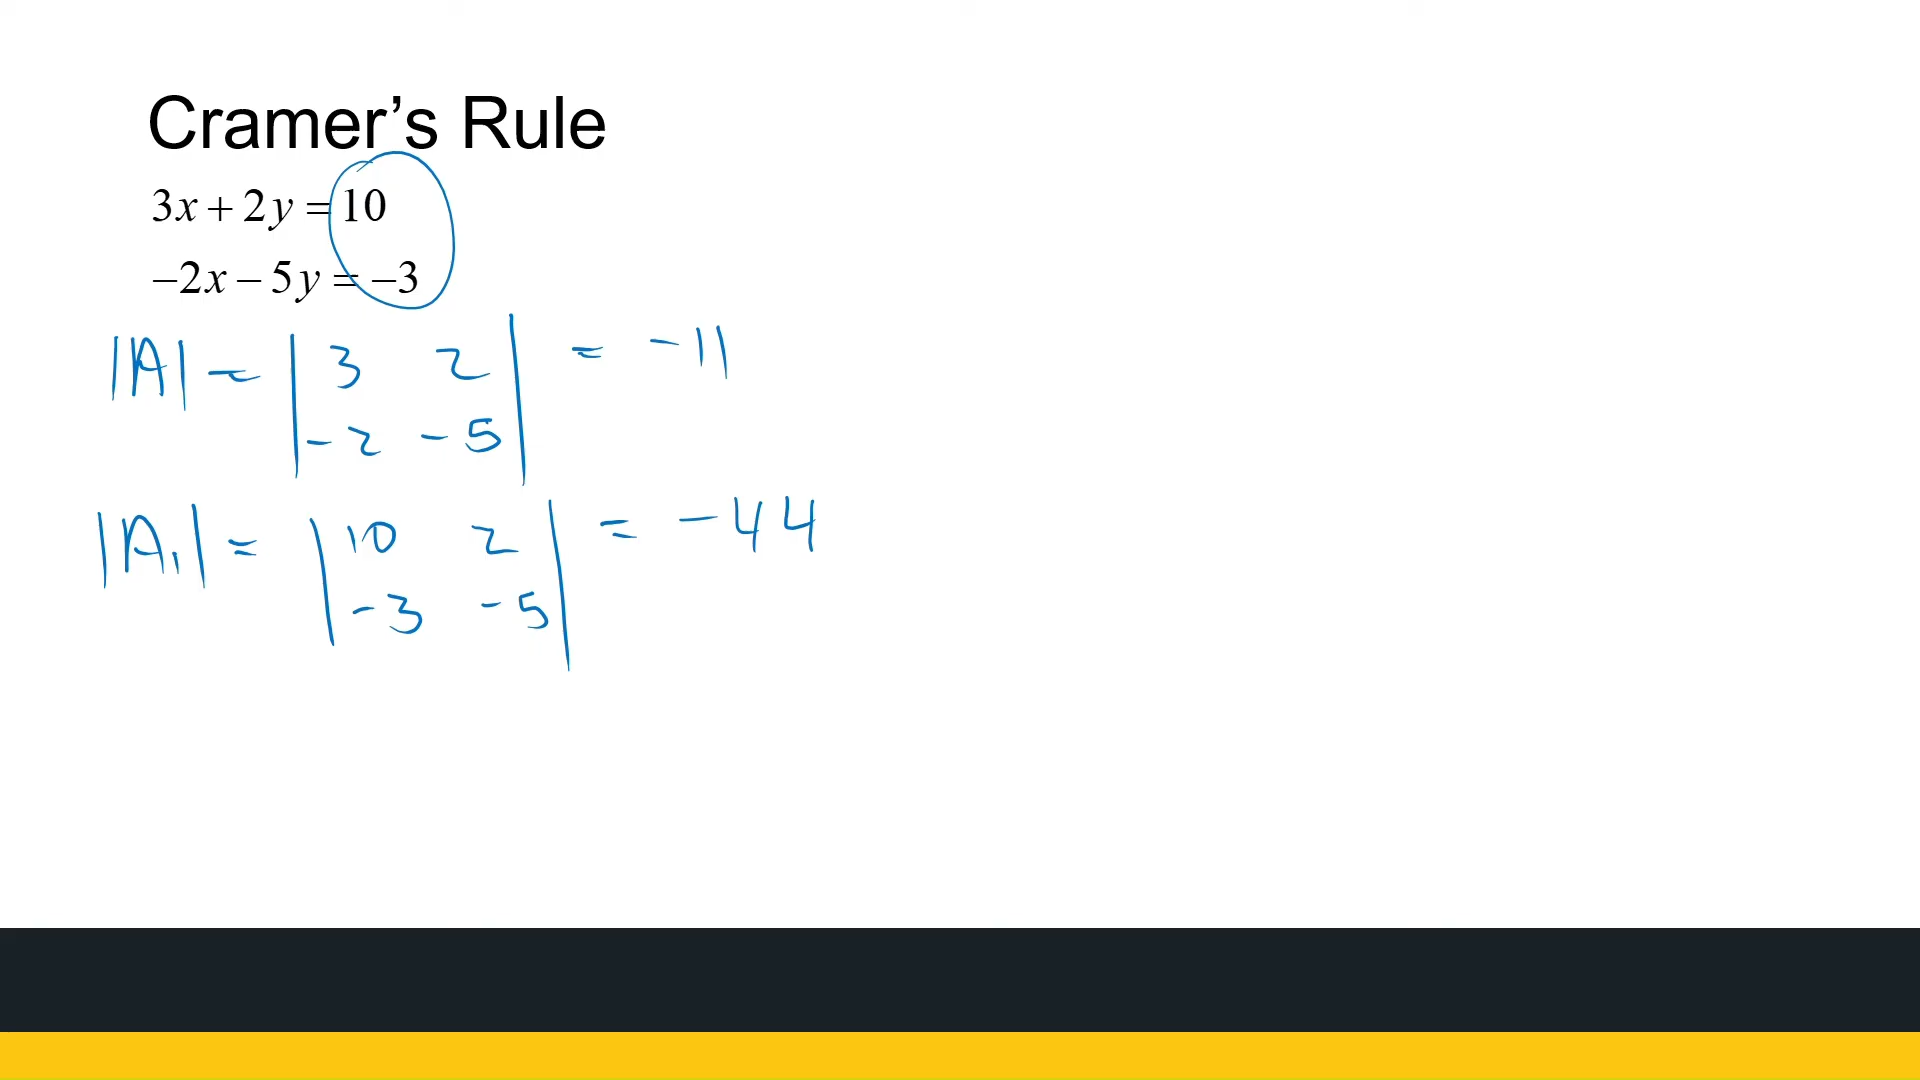 Cramer’s Rule
3x + 2y = 10
−2x − 5y = −3
|A| = | 3 2 | = -11
| -2 -5 |
|A₁| = | 10 2 | = -44
| -3 -5 |